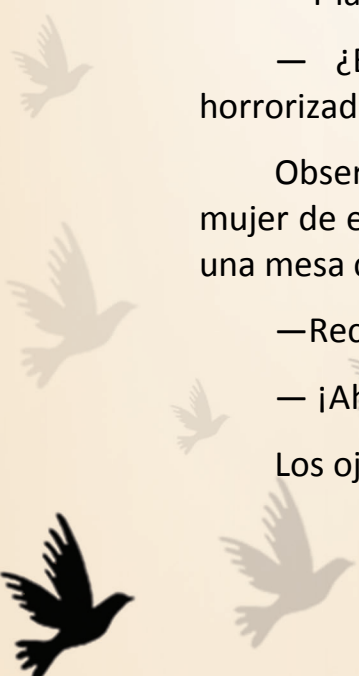 — ¿
horrorizad
Obser
mujer de e
una mesa
—Rec
— ¡Ah
Los oj